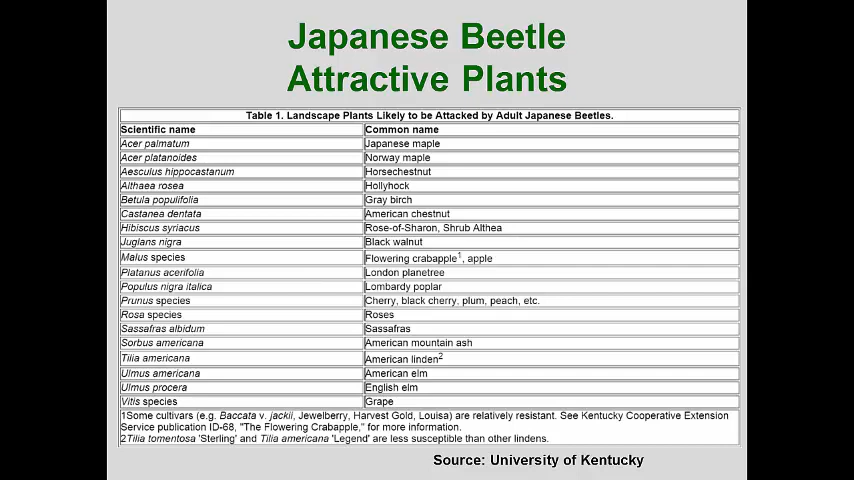 Japanese Beetle
Attractive Plants
Table 1. Landscape Plants Likely to be Attacked by Adult Japanese Beetles.
Scientific name Common name
Acer palmatum Japanese maple
Acer platanoides Norway maple
Aesculus hippocastanum Horsechestnut
Althaea rosea Hollyhock
Betula populifolia Gray birch
Castanea dentata American chestnut
Hibiscus syriacus Rose-of-Sharon, Shrub Althea
Juglans nigra Black walnut
Malus species Flowering crabapple1, apple
Platanus acerifolia London planetree
Populus nigra italica Lombardy poplar
Prunus species Cherry, black cherry, plum, peach, etc.
Rosa species Roses
Sassafras albidum Sassafras
Sorbus americana American mountain ash
Tilia americana American linden2
Ulmus americana American elm
Ulmus procera English elm
Vitis species Grape
1Some cultivars (e.g. Baccata v. jackii, Jewelberry, Harvest Gold, Louisa) are relatively resistant. See Kentucky Cooperative Extension
Service publication ID-68, "The Flowering Crabapple," for more information.
2Tilia tomentosa 'Sterling' and Tilia americana 'Legend' are less susceptible than other lindens.
Source: University of Kentucky